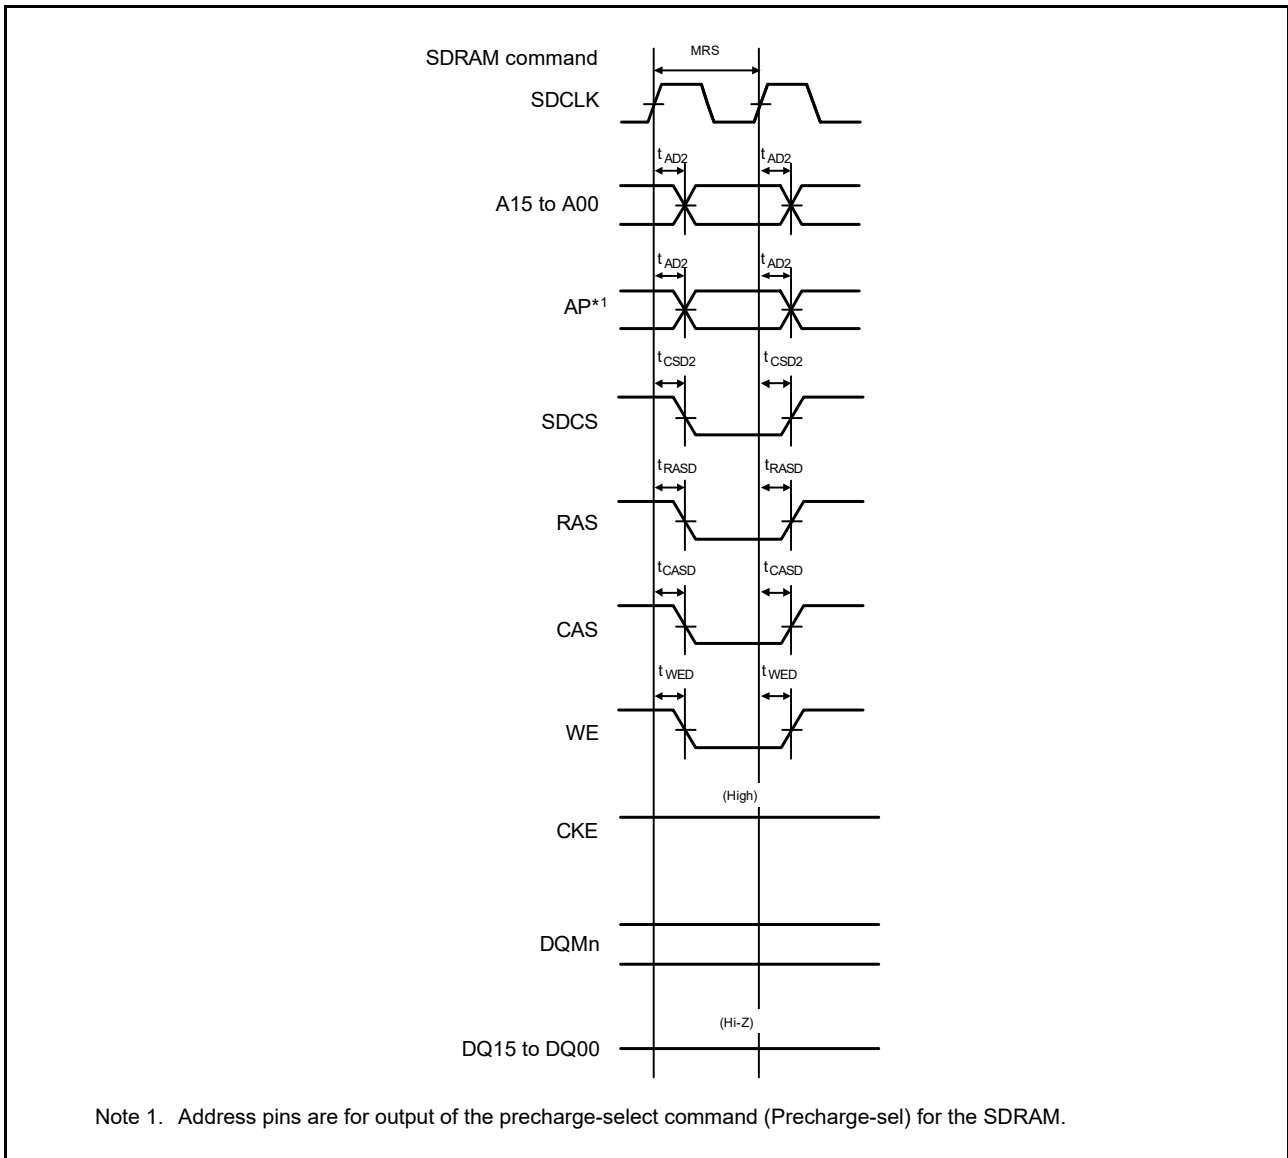 SDRAM command MRS
SDCLK
tAD2 tAD2
A15 to A00
tAD2 tAD2
AP*1
tCSD2 tCSD2
SDCS
tRASD tRASD
RAS
tCASD tCASD
CAS
tWED tWED
WE
(High)
CKE
DQMn
(Hi-Z)
DQ15 to DQ00
Note 1. Address pins are for output of the precharge-select command (Precharge-sel) for the SDRAM.